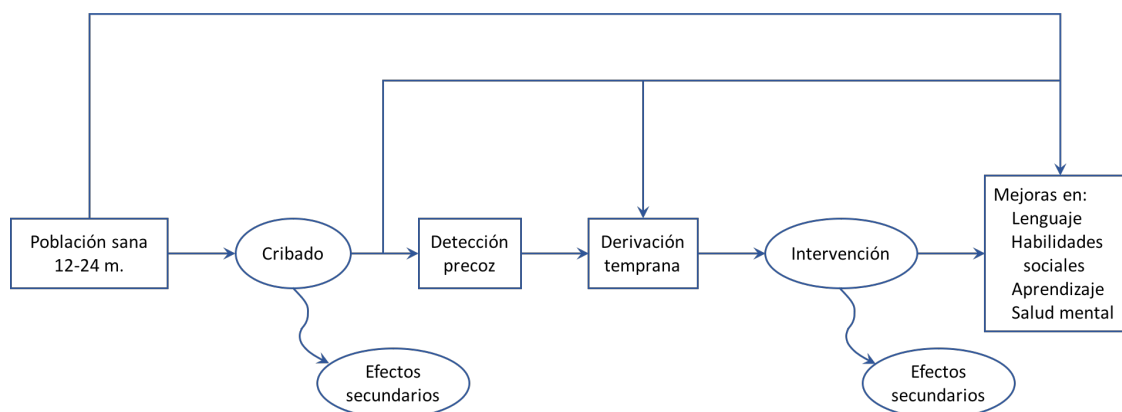 Población sana
12-24 m.
Cribado
Detección
precoz
Derivación
temprana
Intervención
Mejoras en:
Lenguaje
Habilidades
sociales
Aprendizaje
Salud mental
Efectos
secundarios
Efectos
secundarios